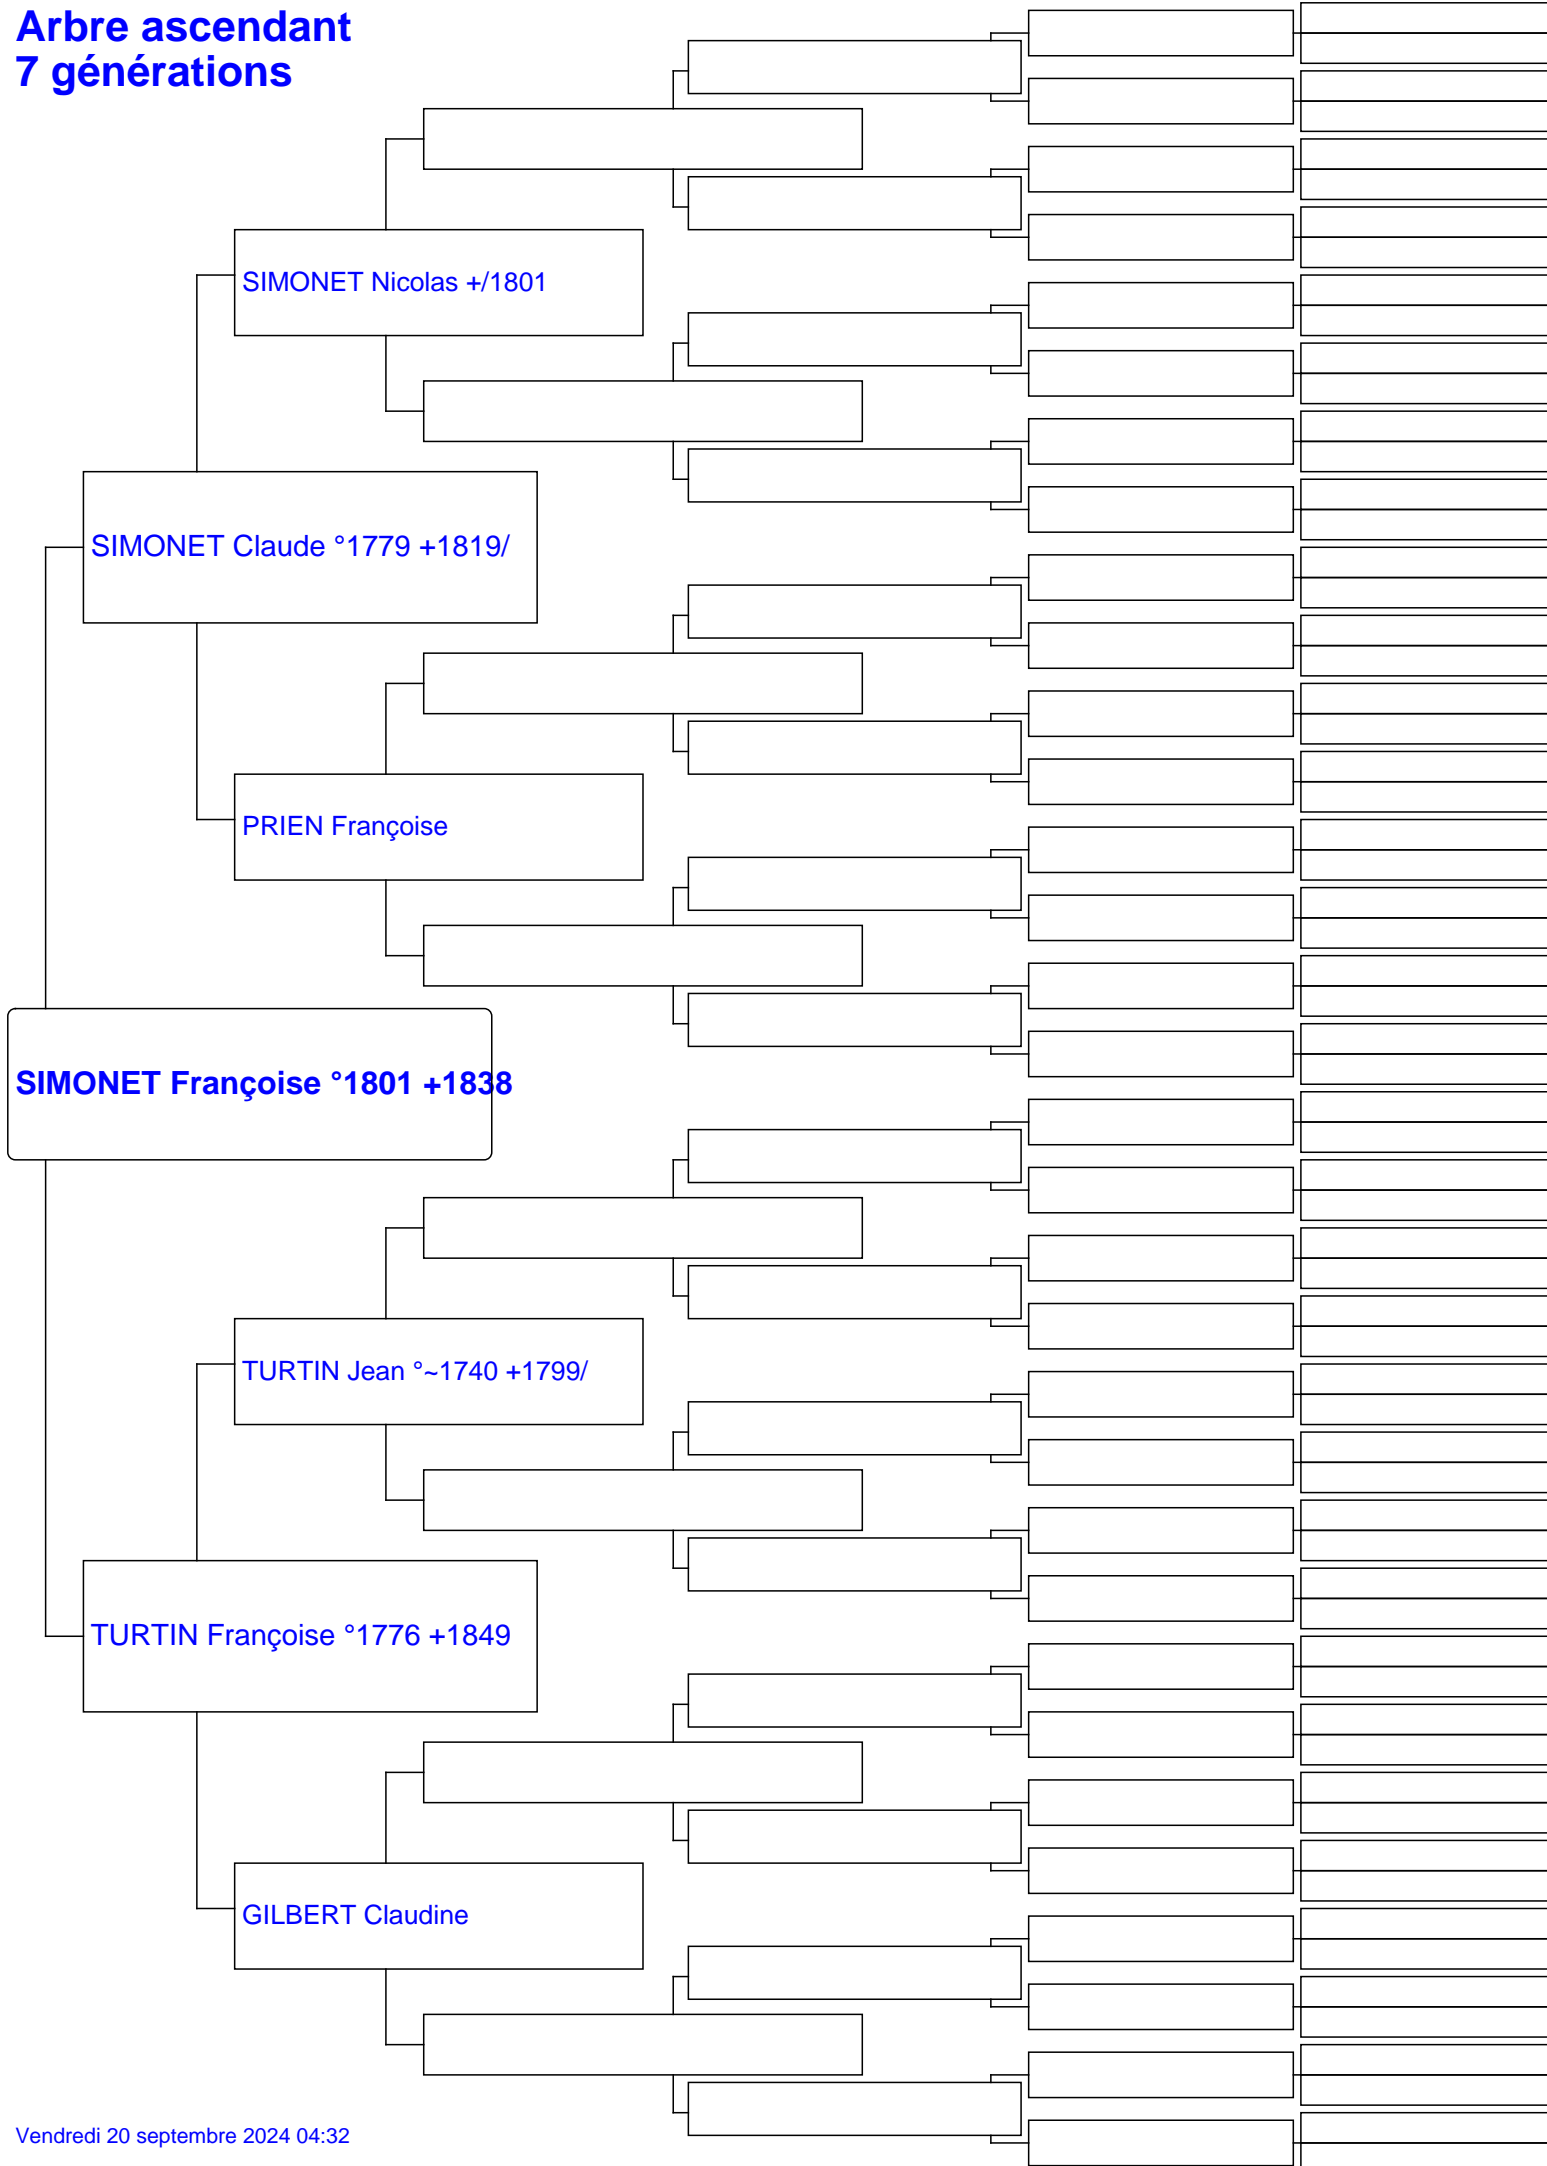 Arbre ascendant
7 générations
SIMONET Nicolas +/1801
SIMONET Claude °1779 +1819/
PRIEN Françoise
SIMONET Françoise °1801 +1838
TURTIN Jean °~1740 +1799/
TURTIN Françoise °1776 +1849
GILBERT Claudine
Vendredi 20 septembre 2024 04:32